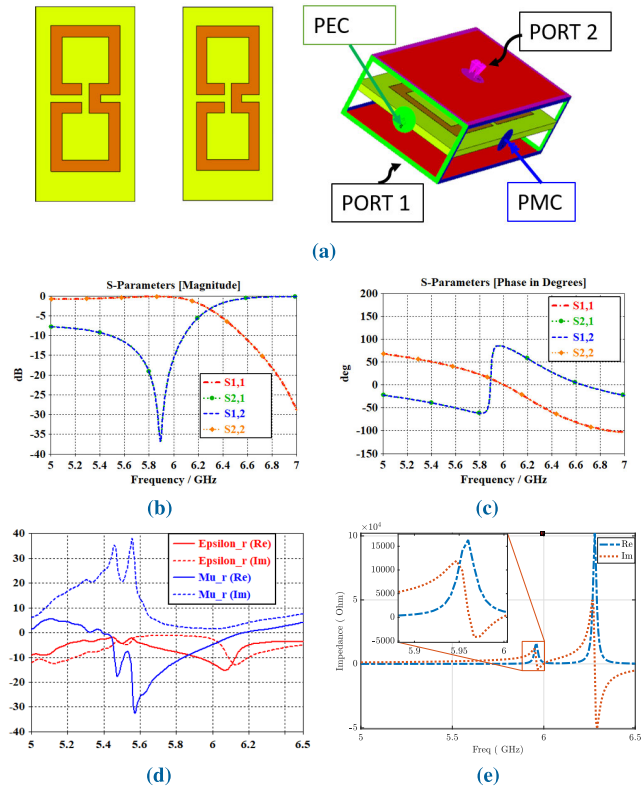 PEC
PORT 2
PORT 1
PMC
(a)
S-Parameters [Magnitude]
0
-5
-10
-15
-20
-25
-30
-35
-40
dB
S1,1
S2,1
S1,2
S2,2
5 5.2 5.4 5.6 5.8 6 6.2 6.4 6.6 6.8 7
Frequency / GHz
(b)
S-Parameters [Phase in Degrees]
200
150
100
50
0
-50
-100
-150
deg
S1,1
S2,1
S1,2
S2,2
5 5.2 5.4 5.6 5.8 6 6.2 6.4 6.6 6.8 7
Frequency / GHz
(c)
40
30
20
10
0
-10
-20
-30
-40
Epsilon_r (Re)
Epsilon_r (Im)
Mu_r (Re)
Mu_r (Im)
5 5.2 5.4 5.6 5.8 6.00 6.2 6.5
(d)
×10⁴
10
5
0
-5
Impedance ( Ohm)
15000
10000
5000
0
-5000
5.9 5.95 6
Re
Im
5 5.5 6 6.5
Freq ( GHz)
(e)